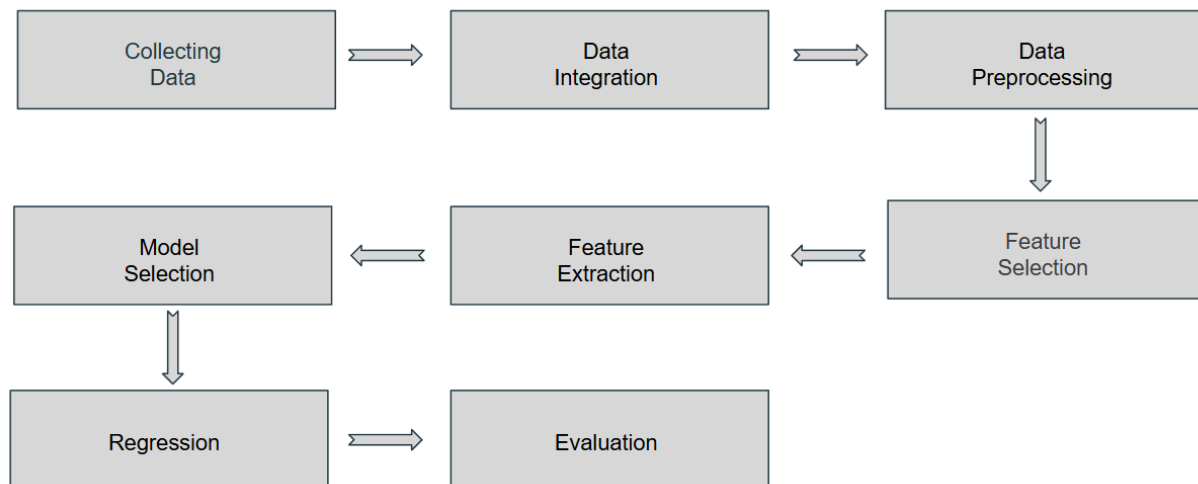 Collecting
Data
Data
Integration
Data
Preprocessing
Feature
Selection
Feature
Extraction
Model
Selection
Regression
Evaluation